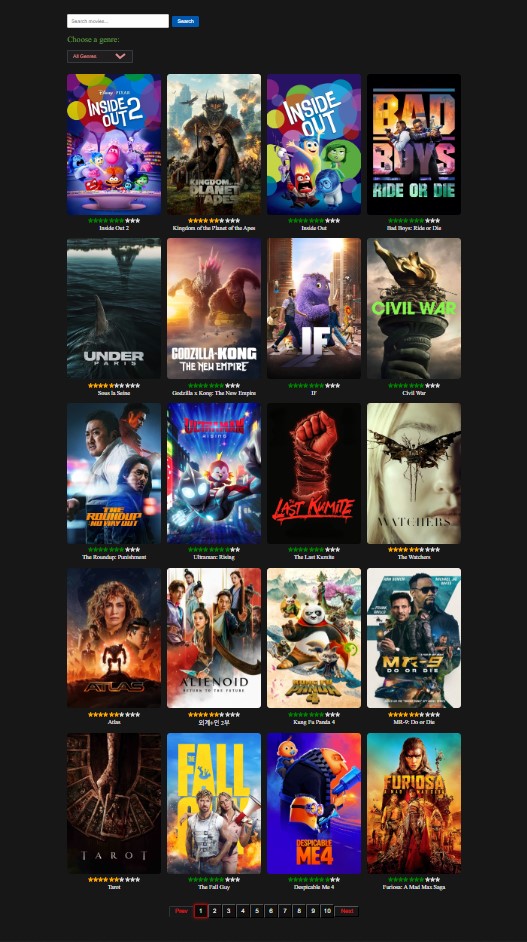 Search movies...
Search
Choose a genre:
All Genres
Disney PIXAR
INSIDE OUT 2
KINGDOM OF THE PLANET OF THE APES
INSIDE OUT
BAD BOYS
RIDE OR DIE
Inside Out 2
Kingdom of the Planet of the Apes
Inside Out
Bad Boys: Ride or Die
UNDER
PARIS
GODZILLA x KONG
THE NEW EMPIRE
IF
CIVIL WAR
Sous la Seine
Godzilla x Kong: The New Empire
IF
Civil War
THE ROUNDUP
NO WAY OUT
ULTRAMAN
RISING
THE LAST KUMITE
WATCHERS
The Roundup: Punishment
Ultraman: Rising
The Last Kumite
The Watchers
ATLAS
ALIENOID
RETURN TO THE FUTURE
KUNG FU PANDA 4
MR-9
DO OR DIE
Atlas
외계+인 2부
Kung Fu Panda 4
MR-9: Do or Die
TAROT
THE FALL GUY
DESPICABLE ME4
FURIOSA
A MAD MAX SAGA
Tarot
The Fall Guy
Despicable Me 4
Furiosa: A Mad Max Saga
Prev 1 2 3 4 5 6 7 8 9 10 Next